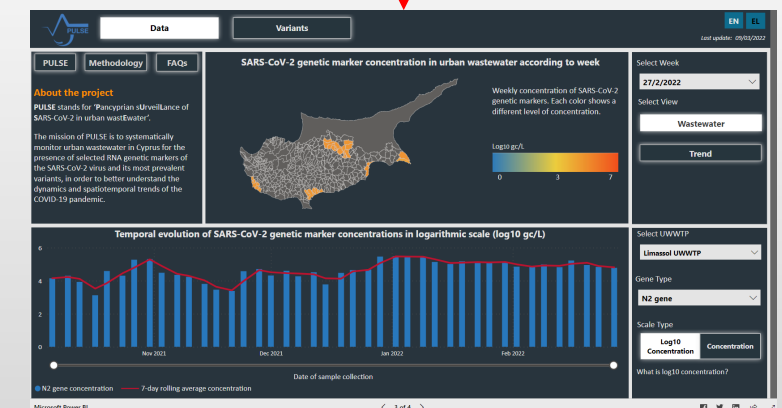 PULSE
Data
Variants
EN
EL
Last update: 09/03/2022
PULSE
Methodology
FAQs
About the project
PULSE stands for 'Pancyprian sUrveilLance of
SARS-CoV-2 in urban wastEwater'.
The mission of PULSE is to systematically
monitor urban wastewater in Cyprus for the
presence of selected RNA genetic markers of
the SARS-CoV-2 virus and its most prevalent
variants, in order to better understand the
dynamics and spatiotemporal trends of the
COVID-19 pandemic.
SARS-CoV-2 genetic marker concentration in urban wastewater according to week
Weekly concentration of SARS-CoV-2
genetic markers. Each color shows a
different level of concentration.
Log10 gc/L
0 3 7
Select Week
27/2/2022
Select View
Wastewater
Trend
Temporal evolution of SARS-CoV-2 genetic marker concentrations in logarithmic scale (log10 gc/L)
6
4
2
0
Nov 2021
Dec 2021
Jan 2022
Feb 2022
Date of sample collection
N2 gene concentration
7-day rolling average concentration
Select UWWTP
Limassol UWWTP
Gene Type
N2 gene
Scale Type
Log10
Concentration
Concentration
What is log10 concentration?
Microsoft Power BI
1 of 4